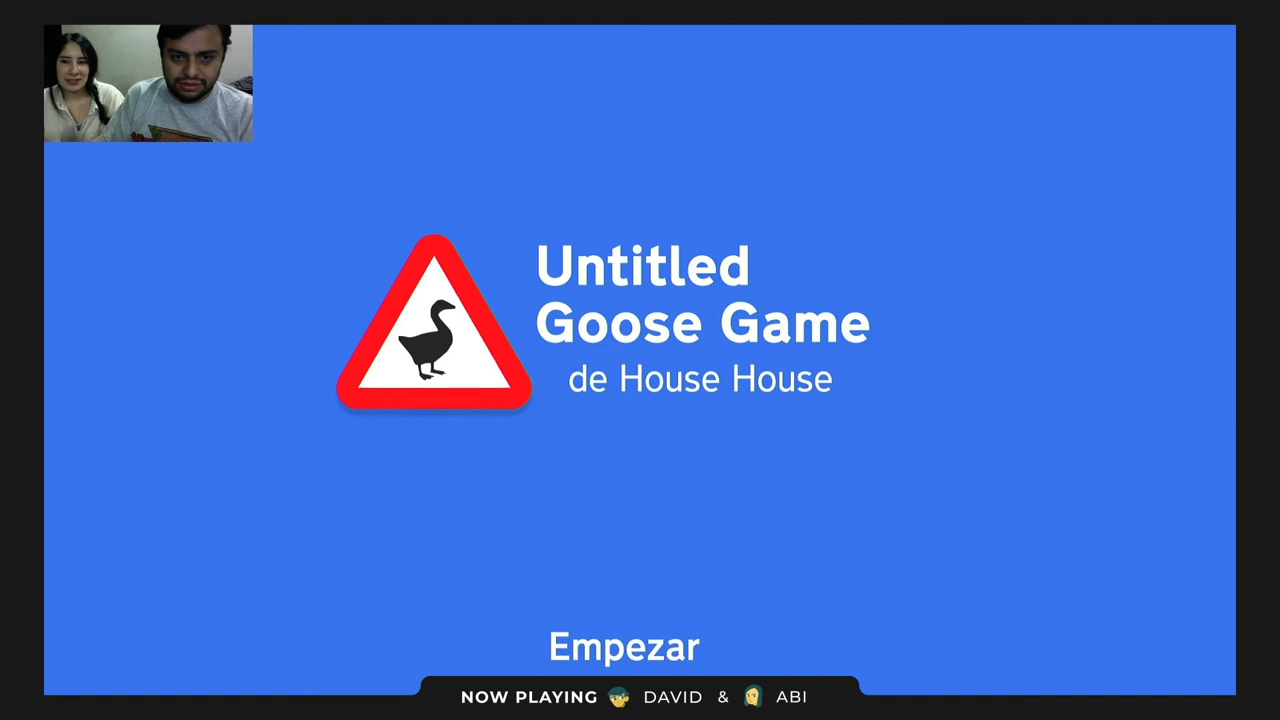 Untitled
Goose Game
de House House
Empezar
NOW PLAYING DAVID & ABI